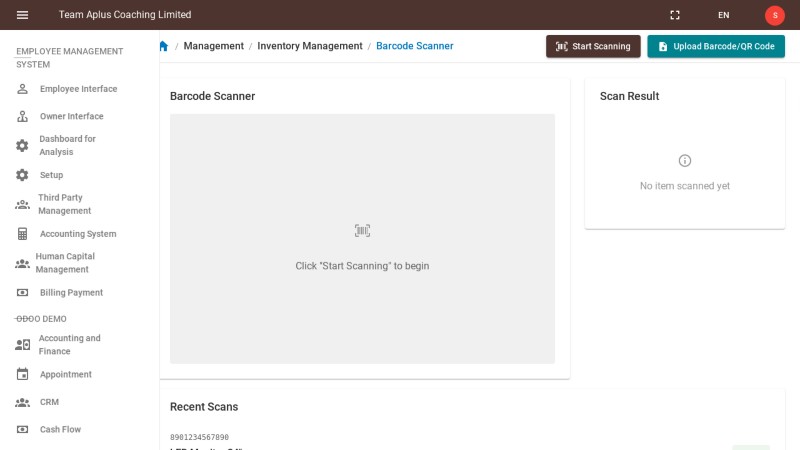 Team Aplus Coaching Limited
EN
S
EMPLOYEE MANAGEMENT
SYSTEM
Employee Interface
Owner Interface
Dashboard for
Analysis
Setup
Third Party
Management
Accounting System
Human Capital
Management
Billing Payment
ODOO DEMO
Accounting and
Finance
Appointment
CRM
Cash Flow
/ Management / Inventory Management / Barcode Scanner
Start Scanning
Upload Barcode/QR Code
Barcode Scanner
Click "Start Scanning" to begin
Scan Result
No item scanned yet
Recent Scans
8901234567890